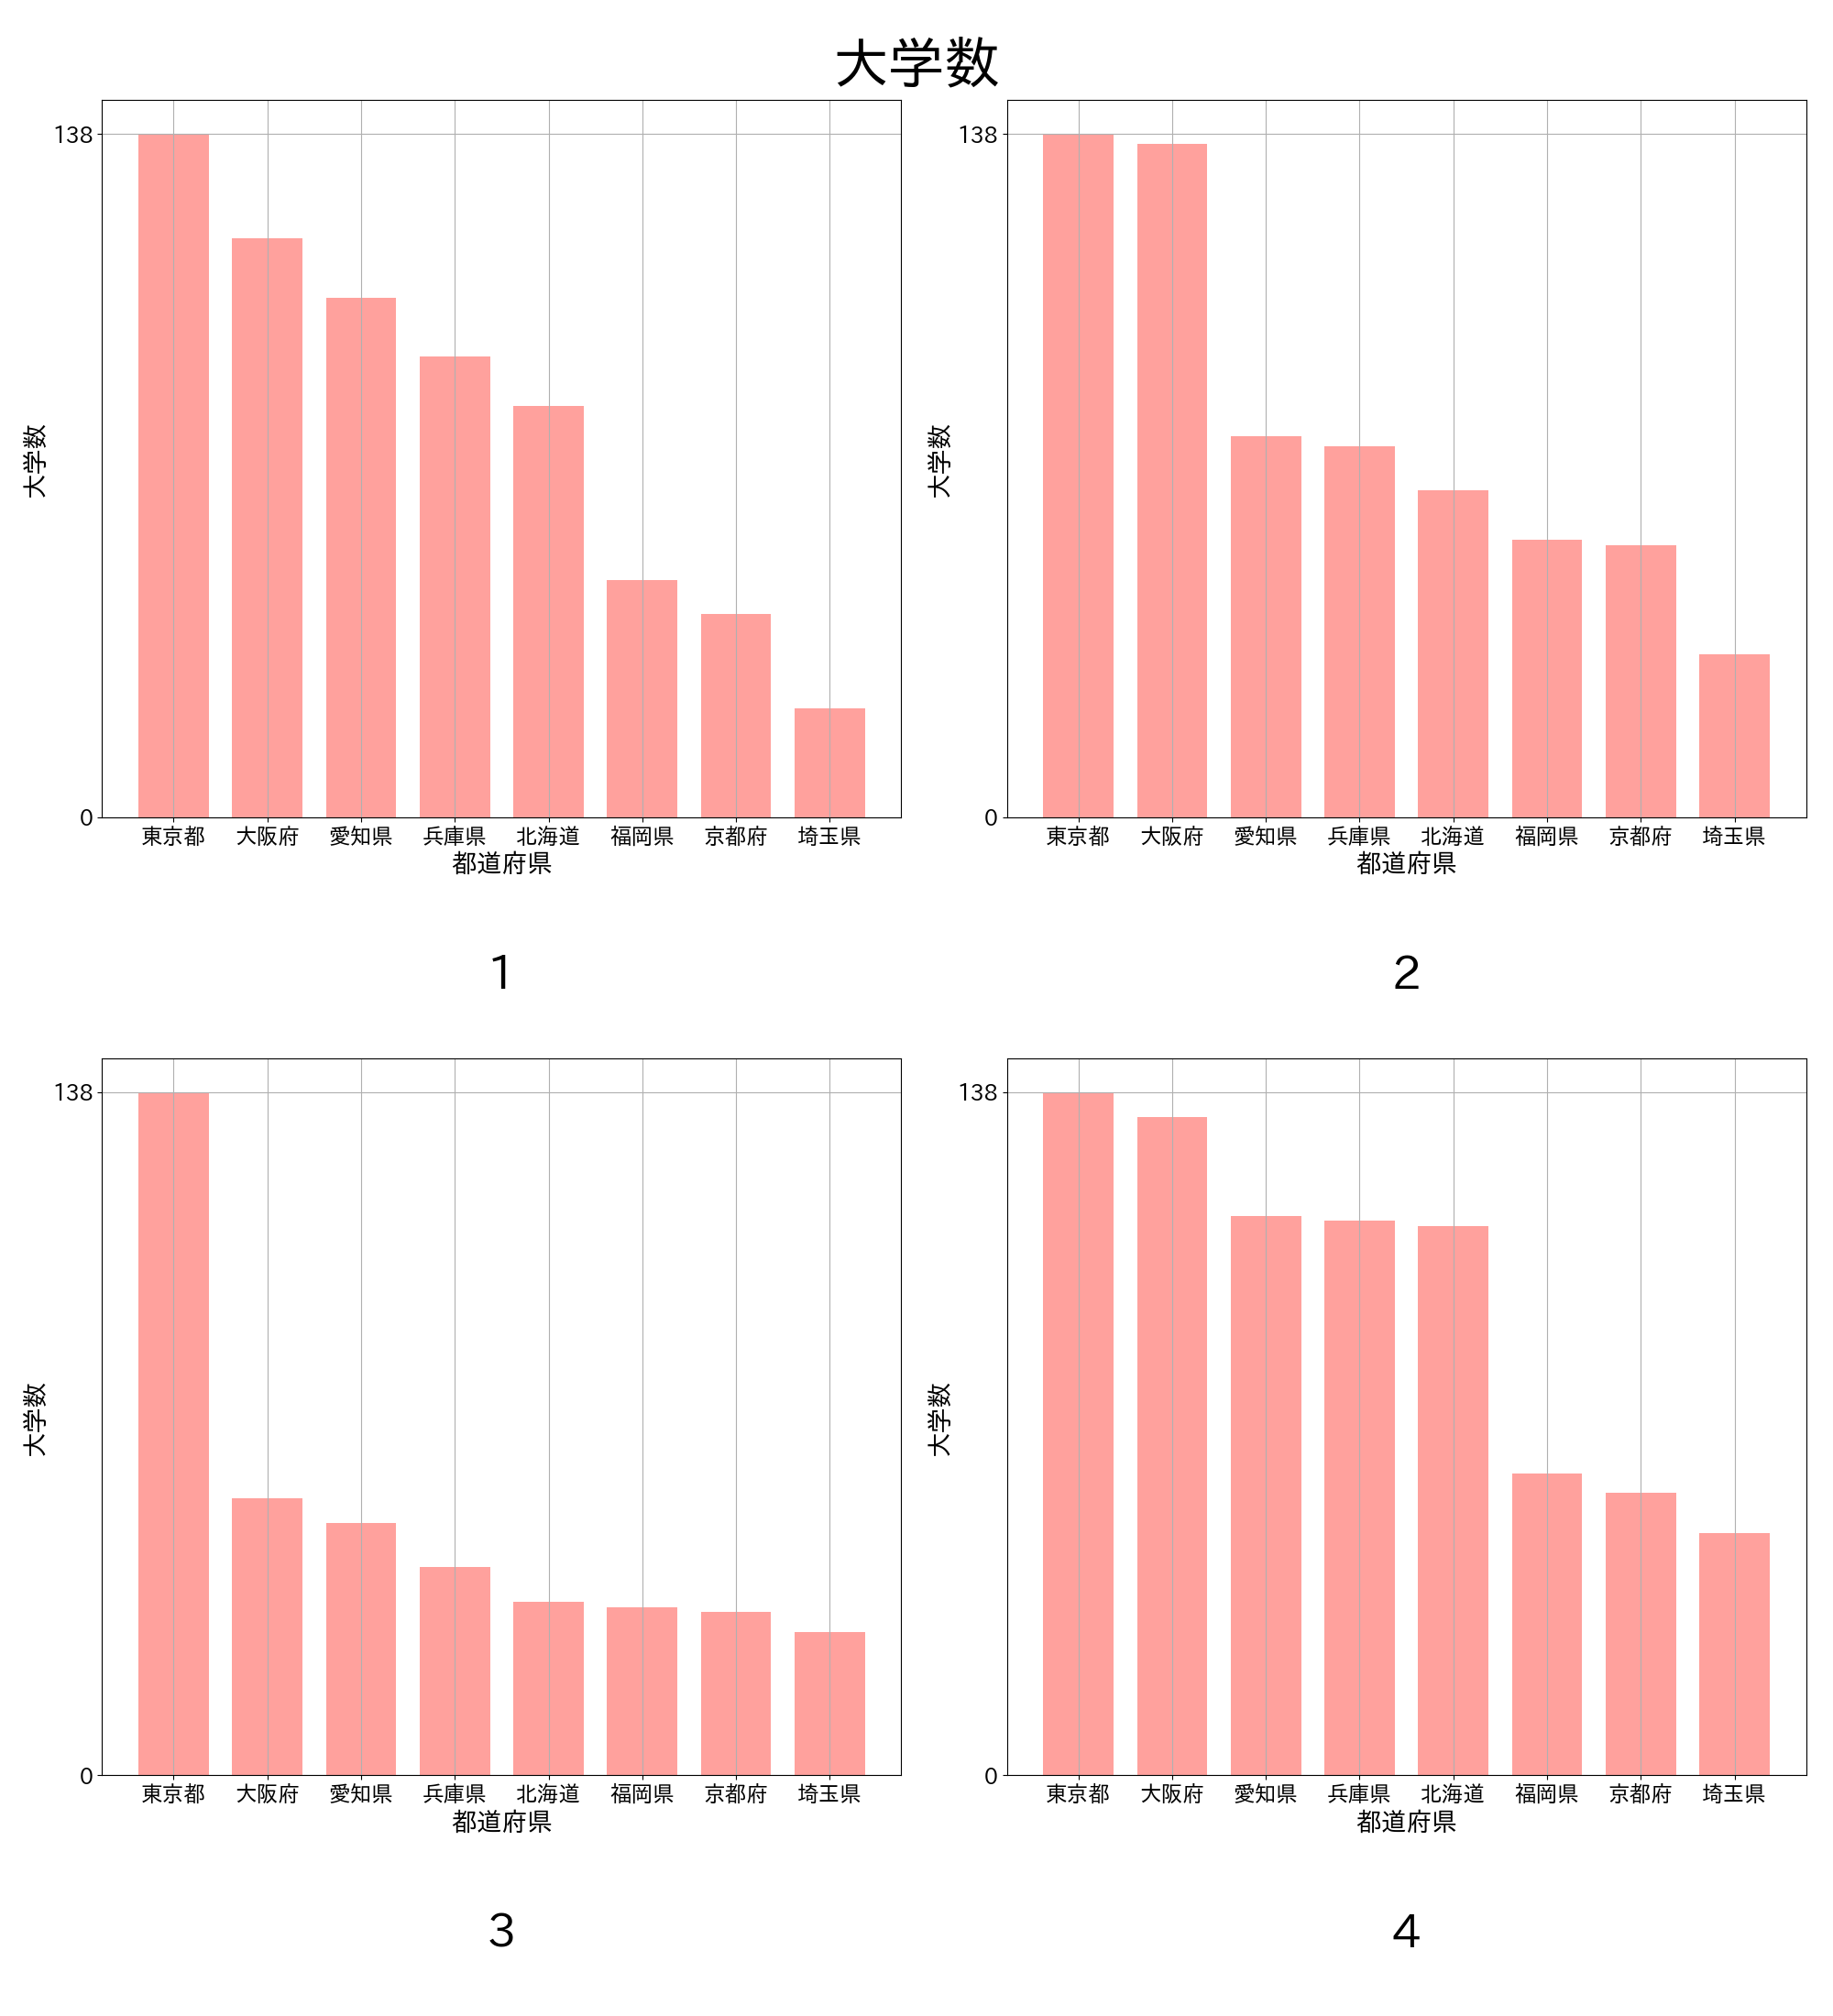 大学数
138
0
大学数
東京都 大阪府 愛知県 兵庫県 北海道 福岡県 京都府 埼玉県
都道府県
1
138
0
大学数
東京都 大阪府 愛知県 兵庫県 北海道 福岡県 京都府 埼玉県
都道府県
2
138
0
大学数
東京都 大阪府 愛知県 兵庫県 北海道 福岡県 京都府 埼玉県
都道府県
3
138
0
大学数
東京都 大阪府 愛知県 兵庫県 北海道 福岡県 京都府 埼玉県
都道府県
4